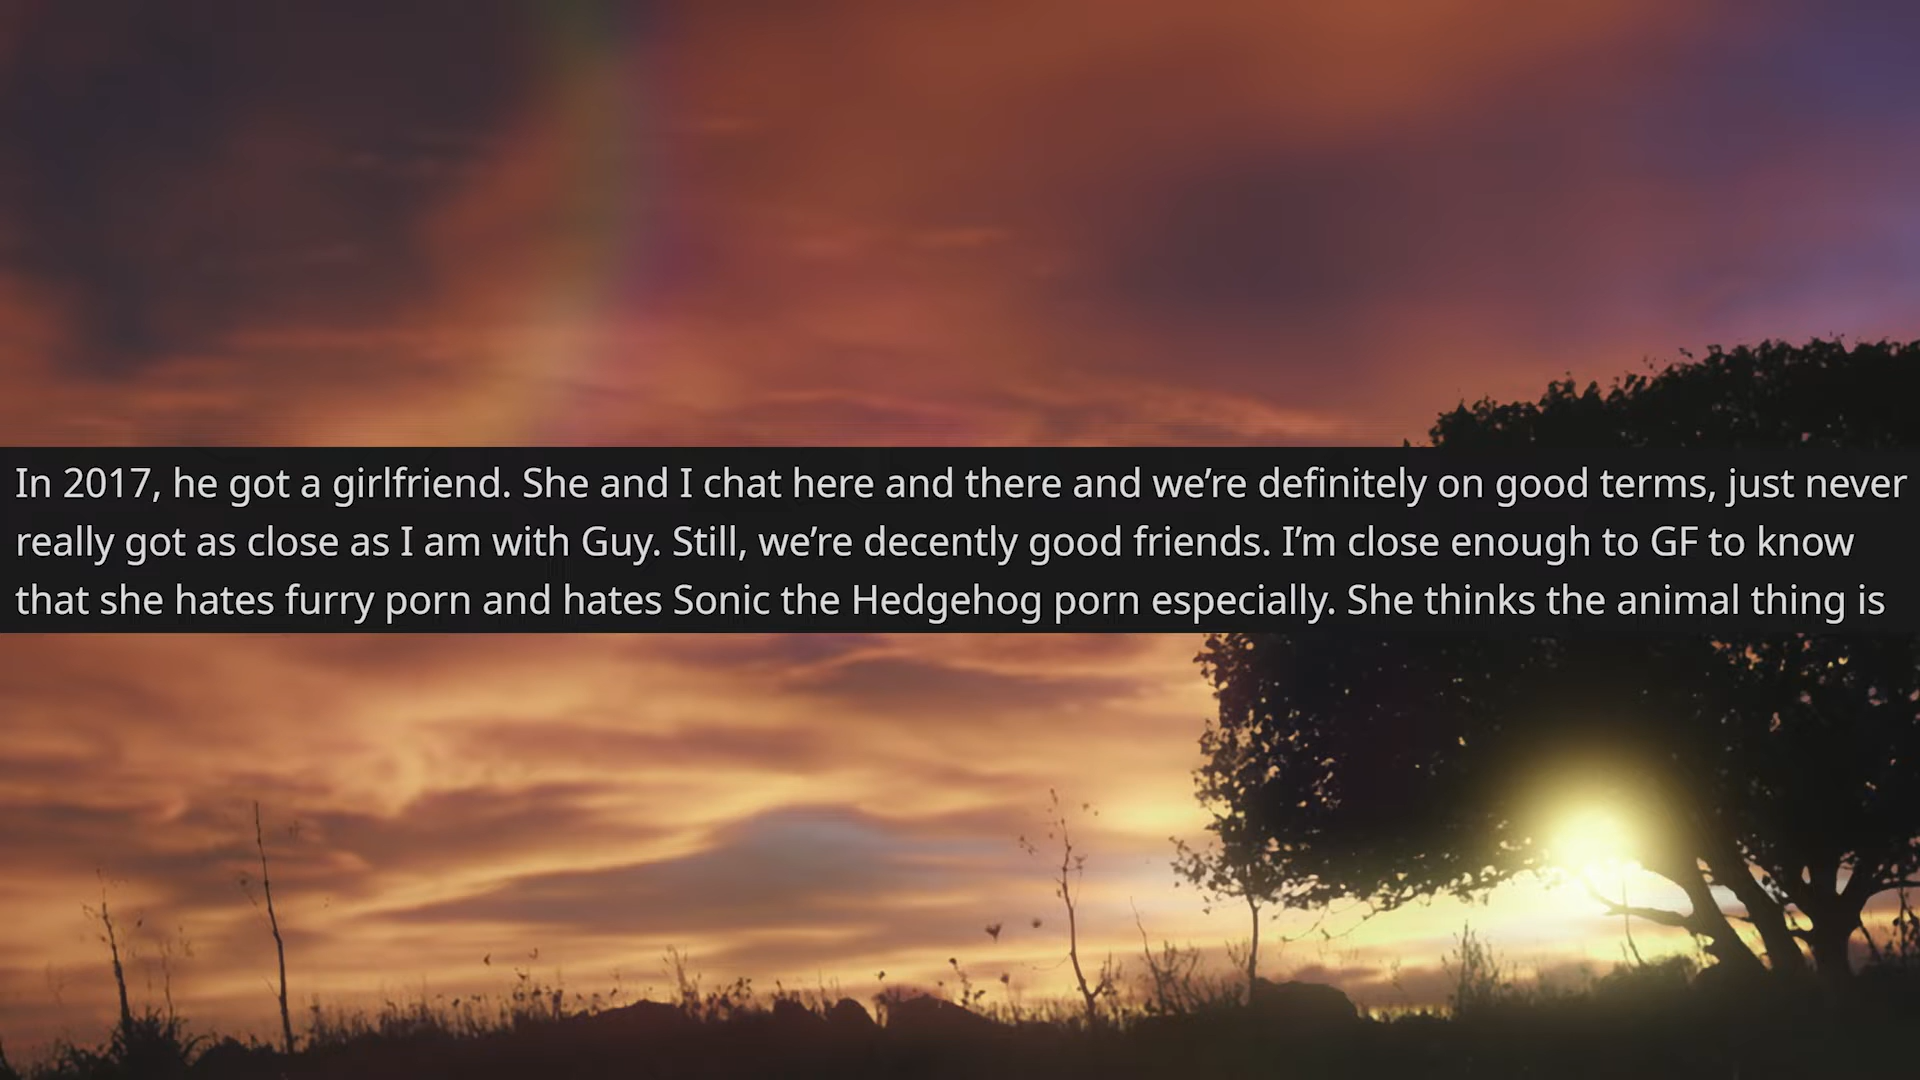 In 2017, he got a girlfriend. She and I chat here and there and we’re definitely on good terms, just never
really got as close as I am with Guy. Still, we’re decently good friends. I’m close enough to GF to know
that she hates furry porn and hates Sonic the Hedgehog porn especially. She thinks the animal thing is